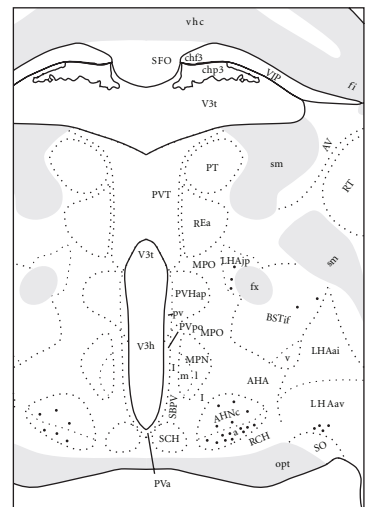 vhc
SFO
chf3
chp3
VIP
fi
V3t
AV
PT
sm
RT
PVT
REa
sm
V3t
MPO
LHAjp
fx
PVHap
pv
PVpo
MPO
BSTif
V3h
MPN
I
m l
v
LHAai
AHA
SBPV
I
LHAav
AHNc
a
SCH
RCH
SO
opt
PVa